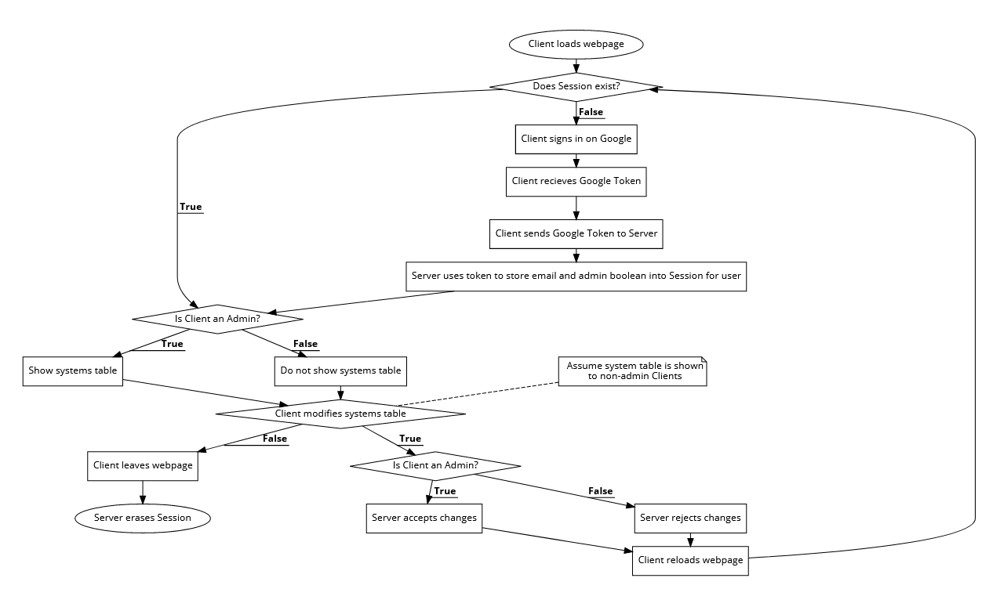 Client loads webpage
Does Session exist?
False
Client signs in on Google
Client recieves Google Token
True
Client sends Google Token to Server
Server uses token to store email and admin boolean into Session for user
Is Client an Admin?
True
False
Show systems table
Do not show systems table
Assume system table is shown
to non-admin Clients
Client modifies systems table
False
True
Client leaves webpage
Is Client an Admin?
True
False
Server erases Session
Server accepts changes
Server rejects changes
Client reloads webpage